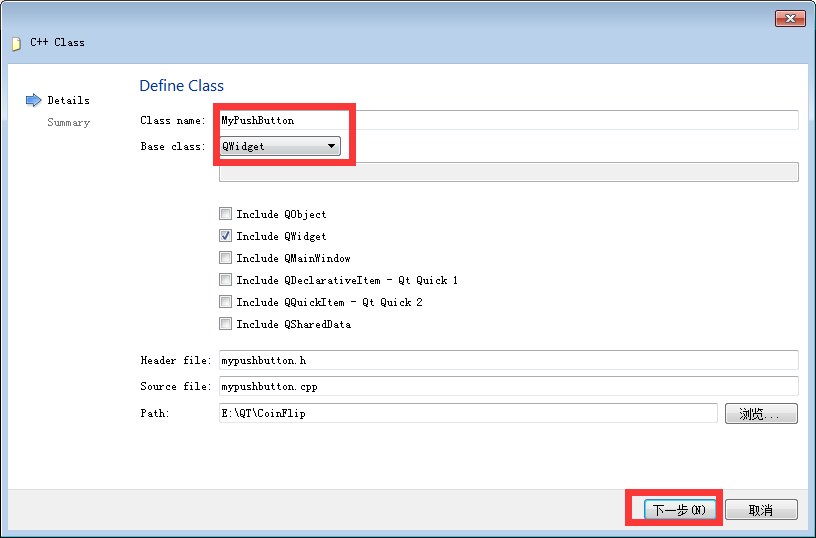 C++ Class
Define Class
Details
Summary
Class name: MyPushButton
Base class: QWidget
Include QObject
Include QWidget
Include QMainWindow
Include QDeclarativeItem - Qt Quick 1
Include QQuickItem - Qt Quick 2
Include QSharedData
Header file: mypushbutton.h
Source file: mypushbutton.cpp
Path: E:\QT\CoinFlip 浏览...
下一步(N) 取消